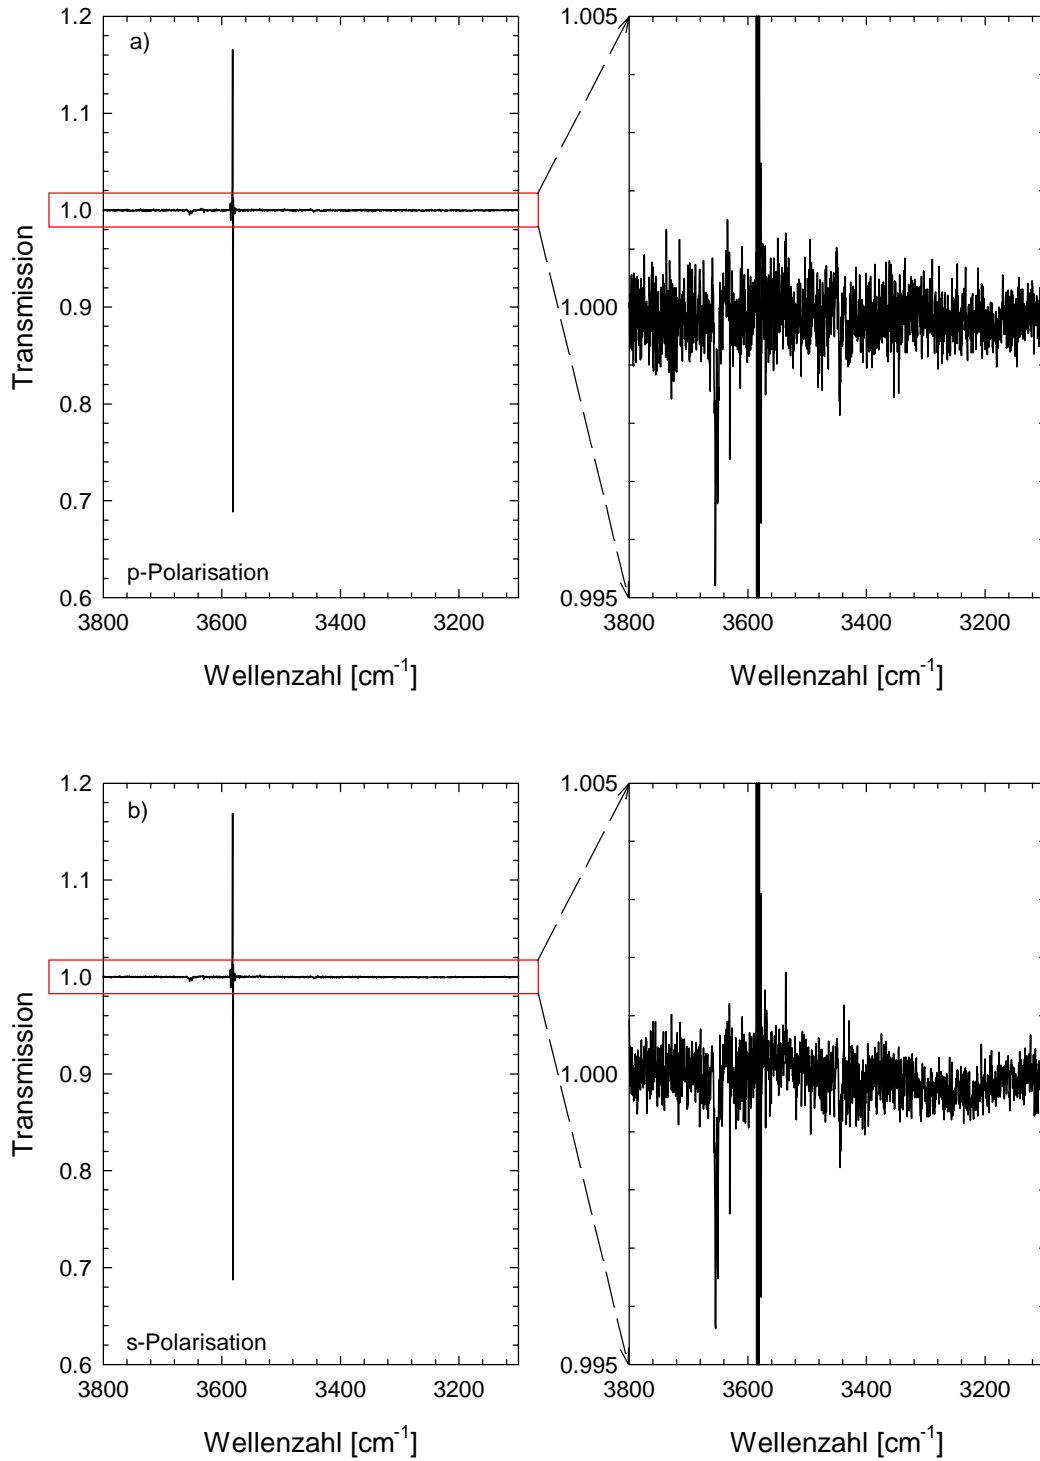 a)
1.2
1.1
1.0
0.9
0.8
0.7
0.6
Transmission
p-Polarisation
3800 3600 3400 3200
Wellenzahl [cm⁻¹]
1.005
1.000
0.995
3800 3600 3400 3200
Wellenzahl [cm⁻¹]
b)
1.2
1.1
1.0
0.9
0.8
0.7
0.6
Transmission
s-Polarisation
3800 3600 3400 3200
Wellenzahl [cm⁻¹]
1.005
1.000
0.995
3800 3600 3400 3200
Wellenzahl [cm⁻¹]